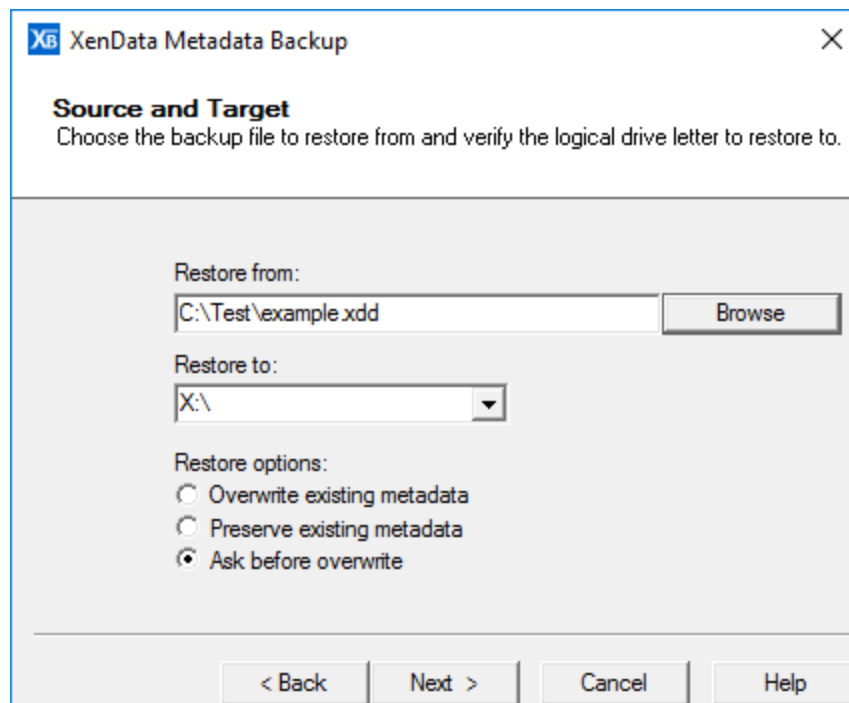 XB XenData Metadata Backup
Source and Target
Choose the backup file to restore from and verify the logical drive letter to restore to.
Restore from:
C:\Test\example.xdd Browse
Restore to:
X:\
Restore options:
Overwrite existing metadata
Preserve existing metadata
Ask before overwrite
< Back Next > Cancel Help